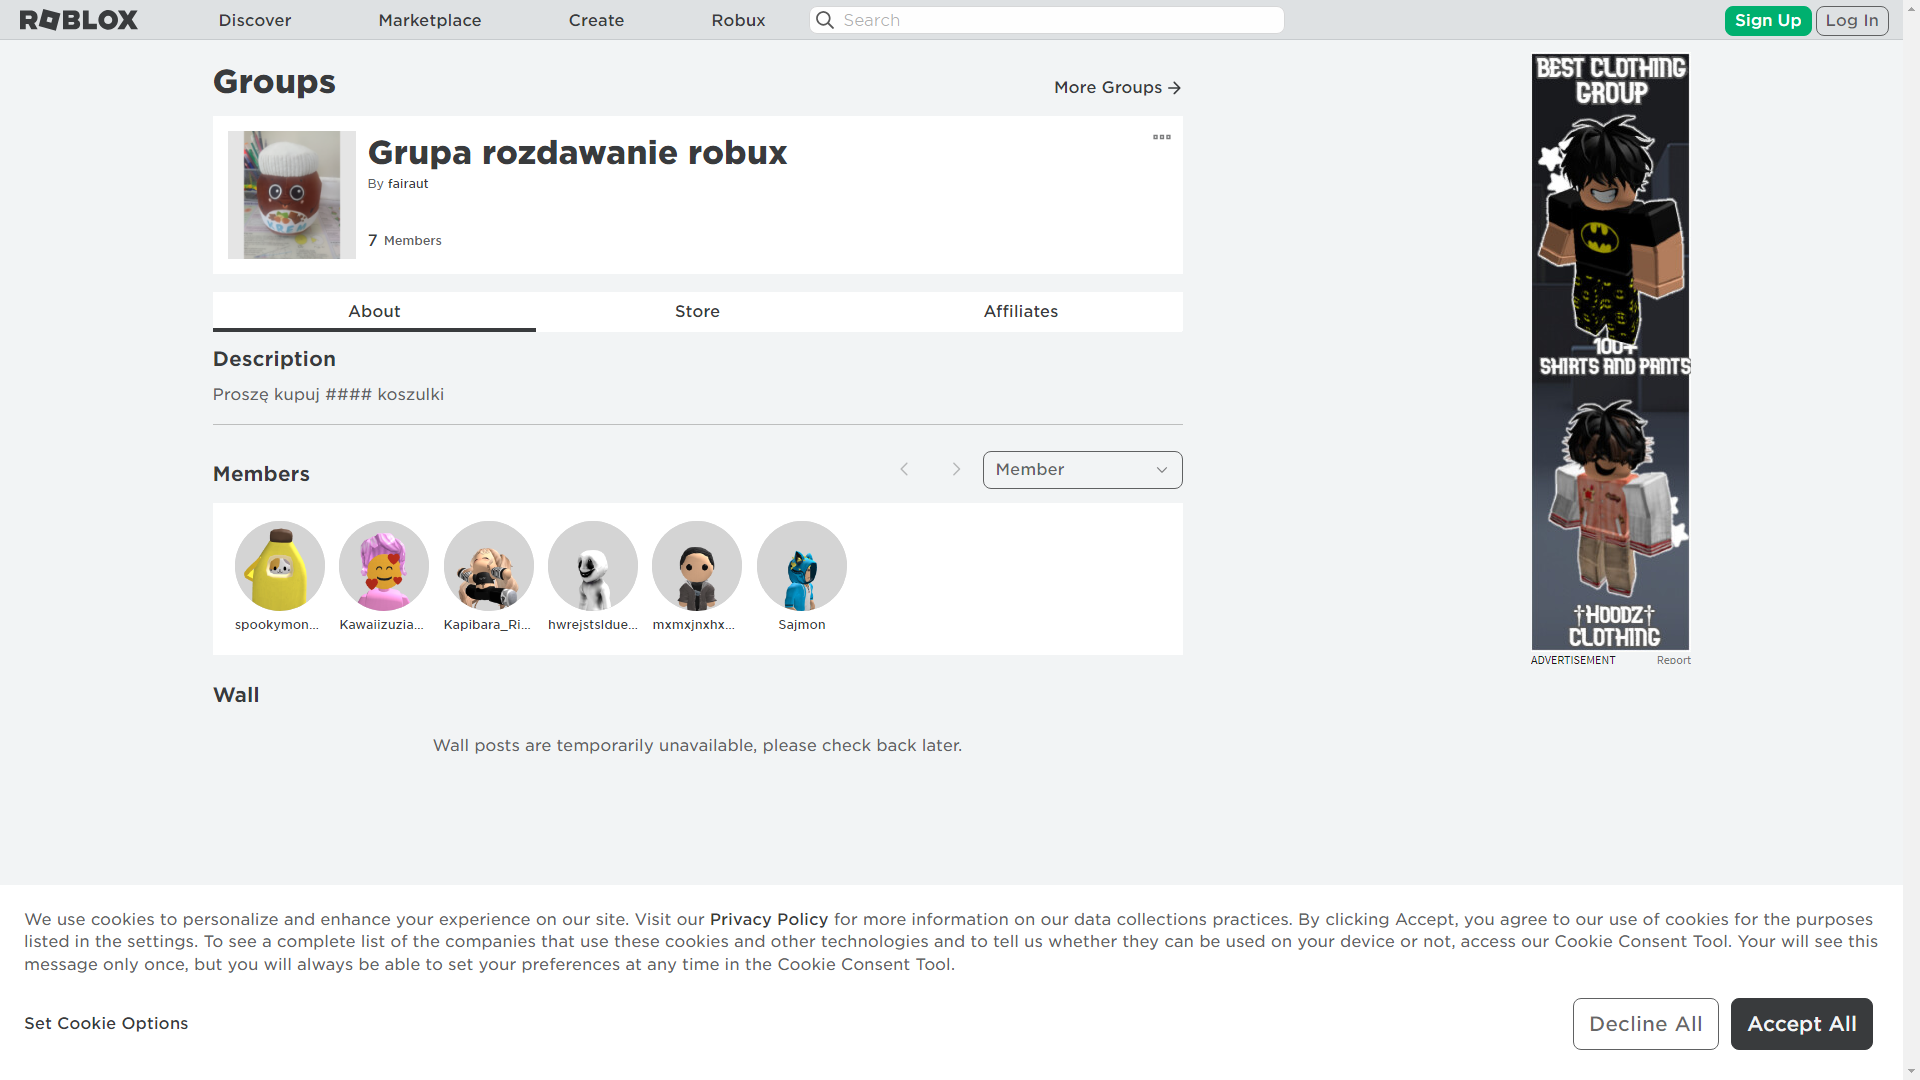 ROBLOX
Discover
Marketplace
Create
Robux
Search
Sign Up
Log In
Groups
More Groups
Grupa rozdawanie robux
By fairaut
7 Members
About
Store
Affiliates
Description
Proszę kupuj #### koszulki
Members
Member
spookymon...
Kawaiizuzia...
Kapibara_Ri...
hwrejstsldue...
mxmxjnxhx...
Sajmon
Wall
Wall posts are temporarily unavailable, please check back later.
BEST CLOTHING
GROUP
100+
SHIRTS AND PANTS
†HOODZ†
CLOTHING
ADVERTISEMENT
Report
We use cookies to personalize and enhance your experience on our site. Visit our Privacy Policy for more information on our data collections practices. By clicking Accept, you agree to our use of cookies for the purposes
listed in the settings. To see a complete list of the companies that use these cookies and other technologies and to tell us whether they can be used on your device or not, access our Cookie Consent Tool. Your will see this
message only once, but you will always be able to set your preferences at any time in the Cookie Consent Tool.
Set Cookie Options
Decline All
Accept All